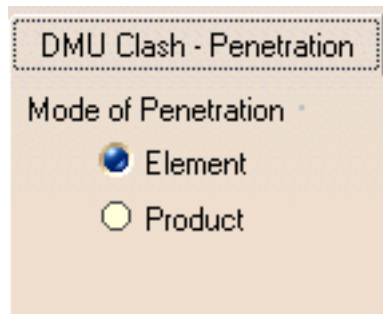 DMU Clash - Penetration
Mode of Penetration
Element
Product